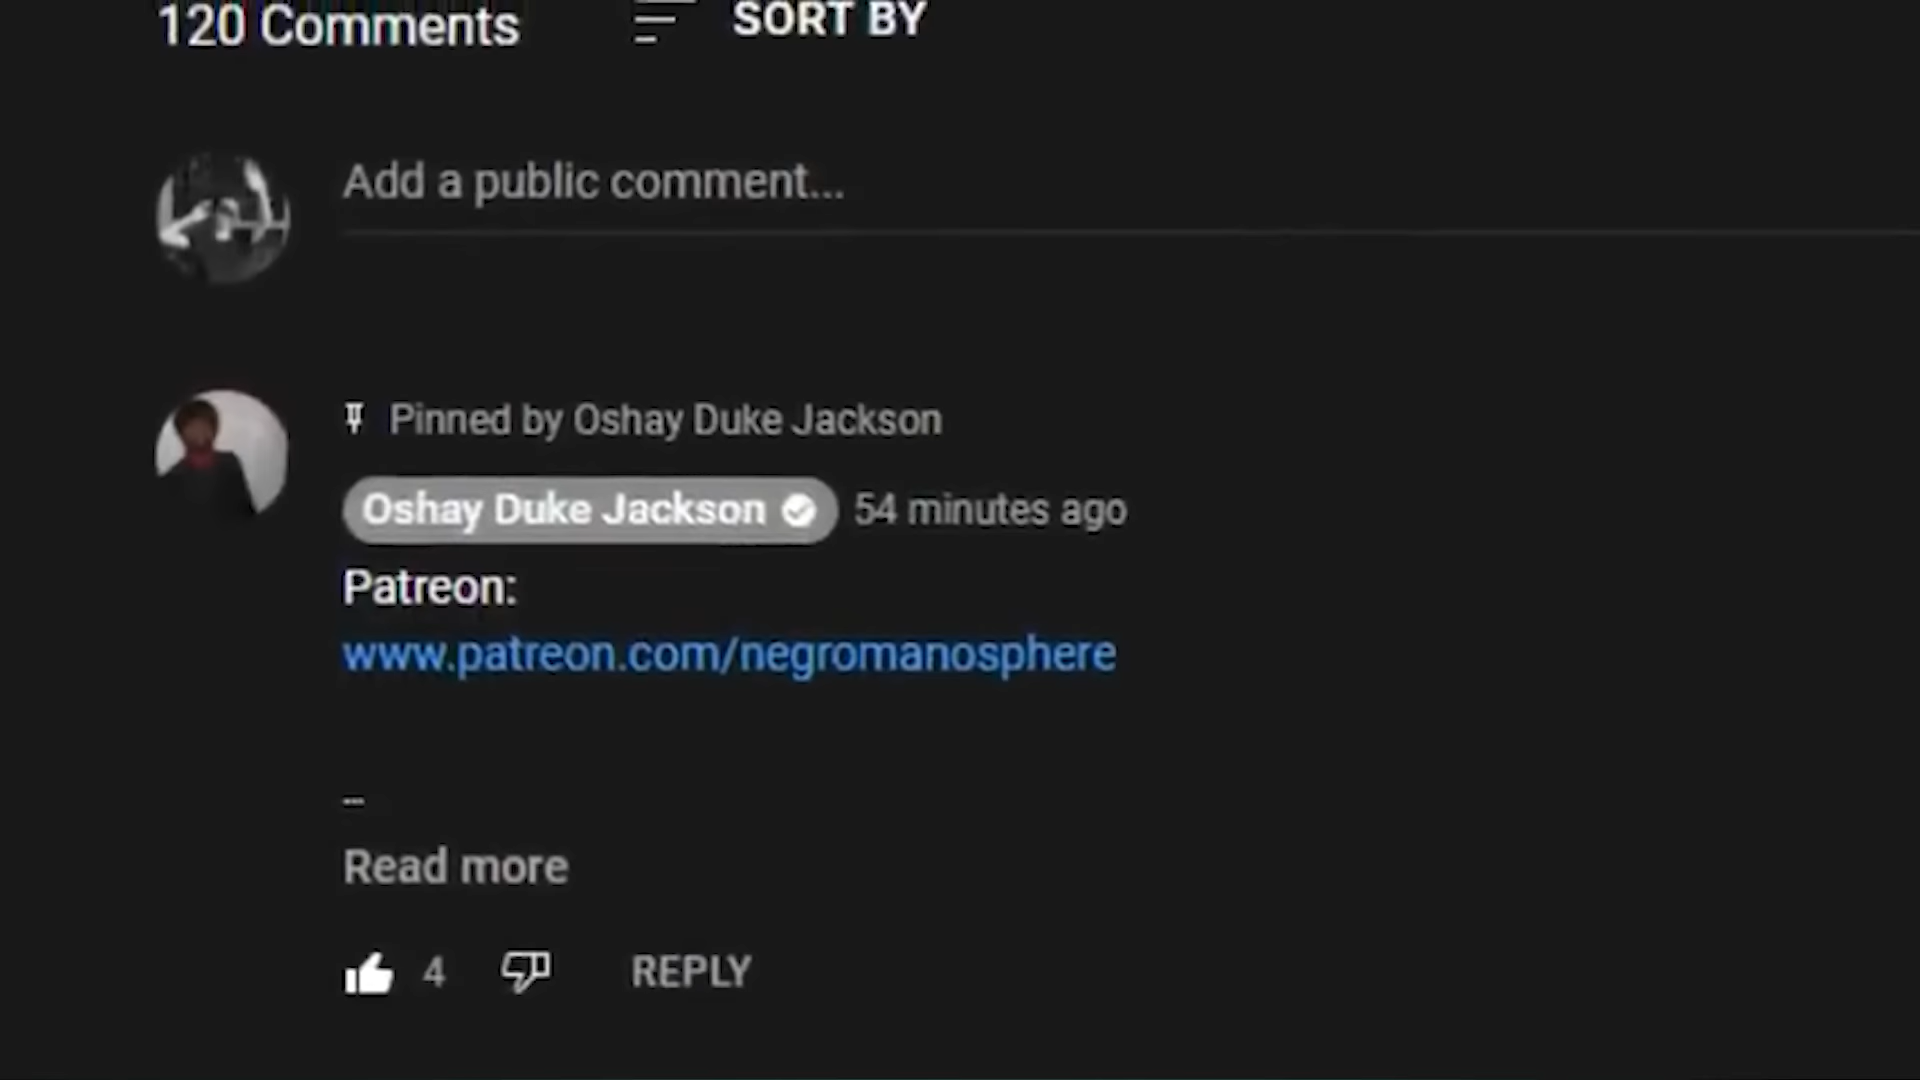 120 Comments SORT BY
Add a public comment...
Pinned by Oshay Duke Jackson
Oshay Duke Jackson 54 minutes ago
Patreon:
www.patreon.com/negromanosphere
--
Read more
4 REPLY